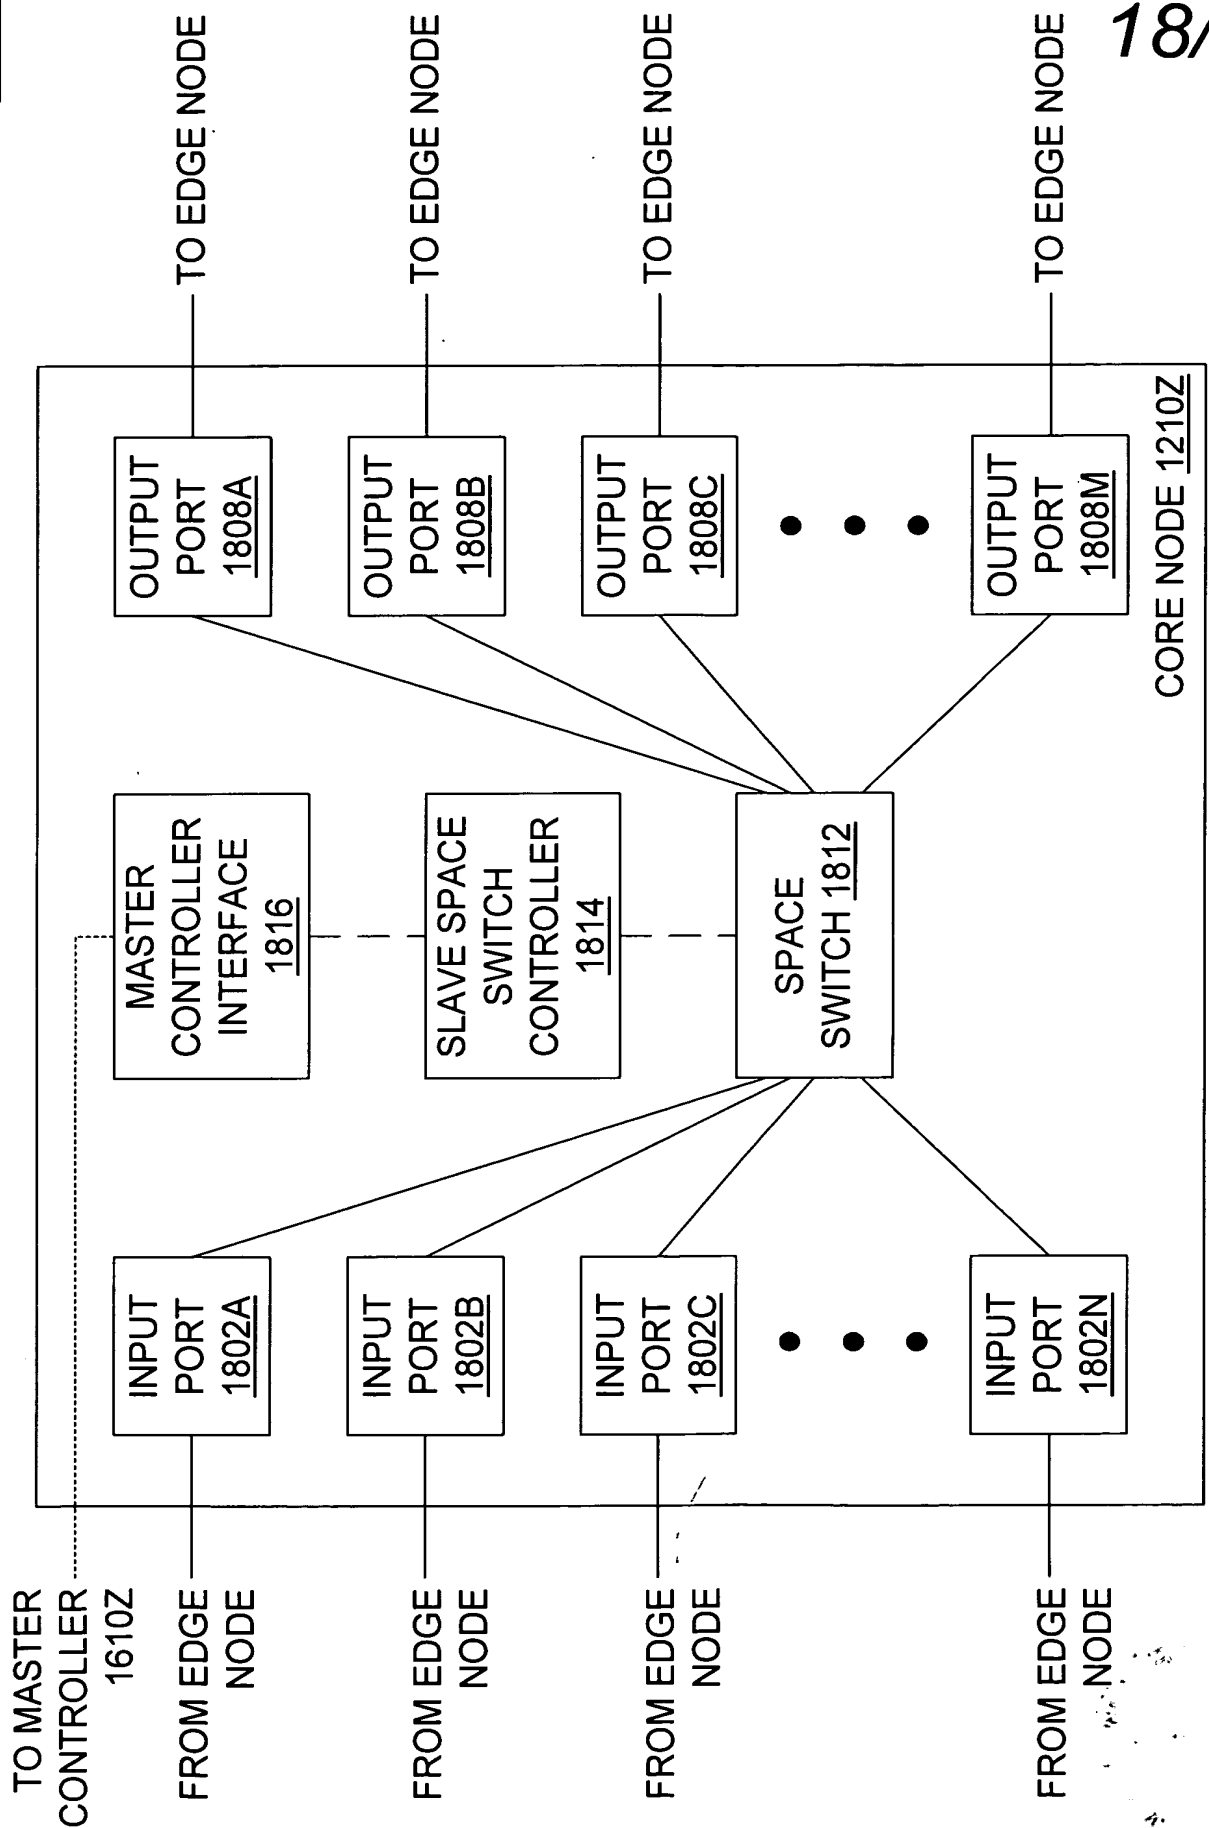 TO MASTER
CONTROLLER
1610Z
FROM EDGE
NODE
INPUT
PORT
1802A
MASTER
CONTROLLER
INTERFACE
1816
OUTPUT
PORT
1808A
TO EDGE NODE
FROM EDGE
NODE
INPUT
PORT
1802B
SLAVE SPACE
SWITCH
CONTROLLER
1814
OUTPUT
PORT
1808B
TO EDGE NODE
FROM EDGE
NODE
INPUT
PORT
1802C
SPACE
SWITCH 1812
OUTPUT
PORT
1808C
TO EDGE NODE
FROM EDGE
NODE
INPUT
PORT
1802N
OUTPUT
PORT
1808M
TO EDGE NODE
CORE NODE 1210Z
18/